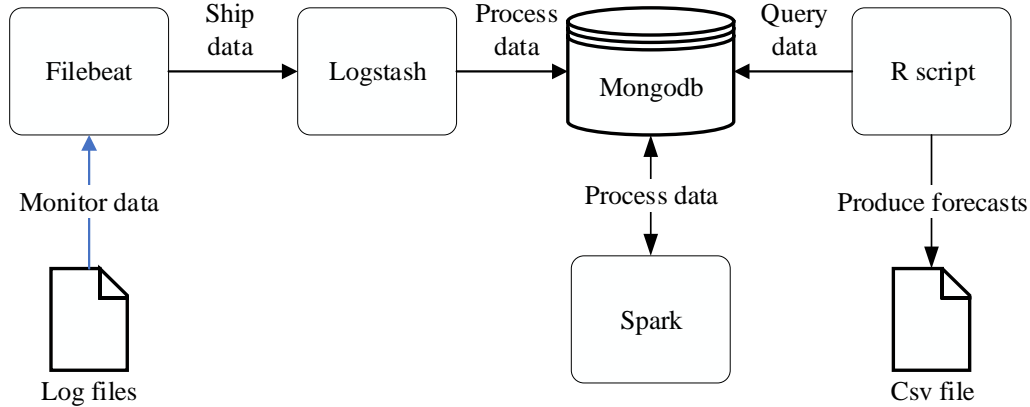 Ship
data
Process
data
Query
data
Filebeat
Logstash
Mongodb
R script
Monitor data
Process data
Produce forecasts
Spark
Log files
Csv file